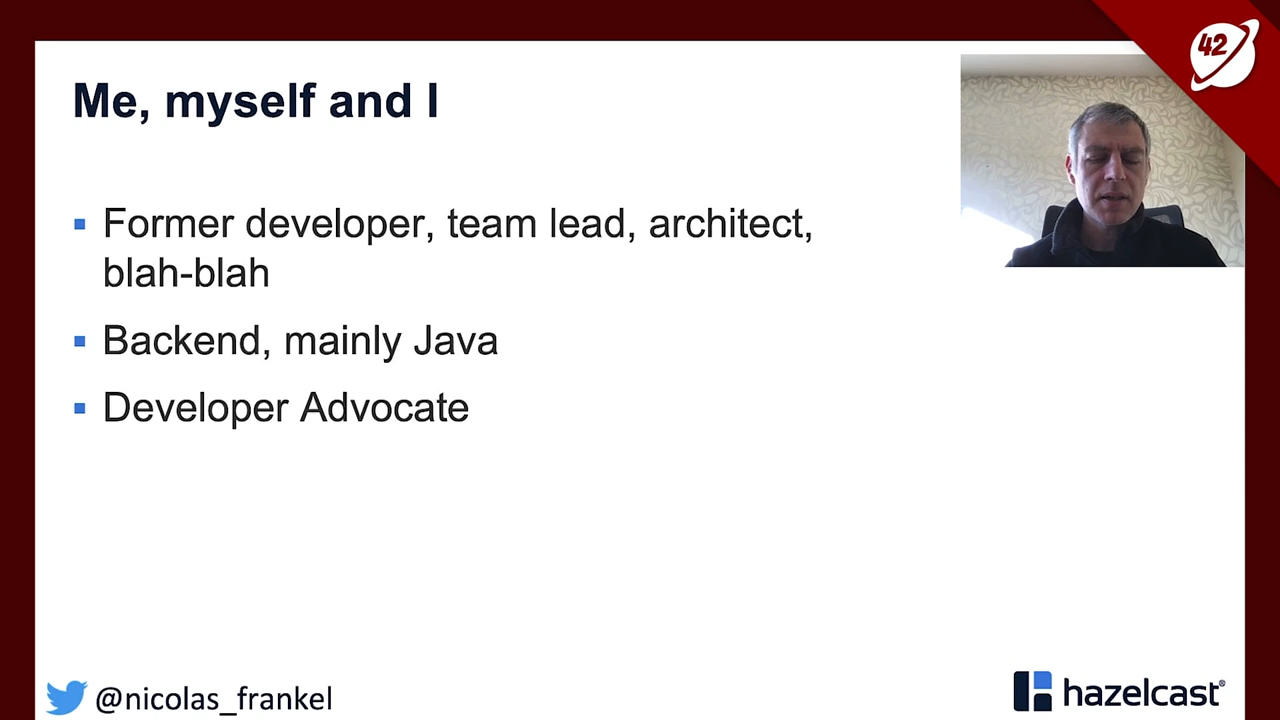 Me, myself and I
42
Former developer, team lead, architect,
blah-blah
Backend, mainly Java
Developer Advocate
@nicolas_frankel
hazelcast®